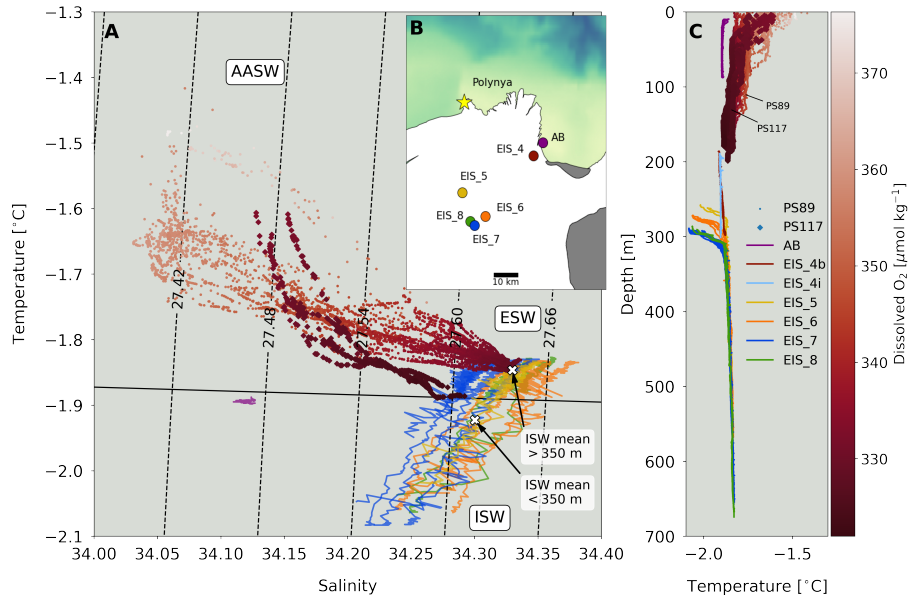 A
AASW
−1.3
−1.4
−1.5
−1.6
−1.7
−1.8
−1.9
−2.0
−2.1
Temperature [°C]
27.42
27.48
27.54
27.60
27.66
ESW
ISW mean
> 350 m
ISW mean
< 350 m
ISW
34.00
34.05
34.10
34.15
34.20
34.25
34.30
34.35
34.40
Salinity
B
Polynya
AB
EIS_4
EIS_5
EIS_6
EIS_8
EIS_7
10 km
C
0
100
200
300
400
500
600
700
Depth [m]
PS89
PS117
PS89
PS117
AB
EIS_4b
EIS_4i
EIS_5
EIS_6
EIS_7
EIS_8
−2.0
−1.5
Temperature [°C]
370
360
350
340
330
Dissolved O₂ [μmol kg⁻¹]